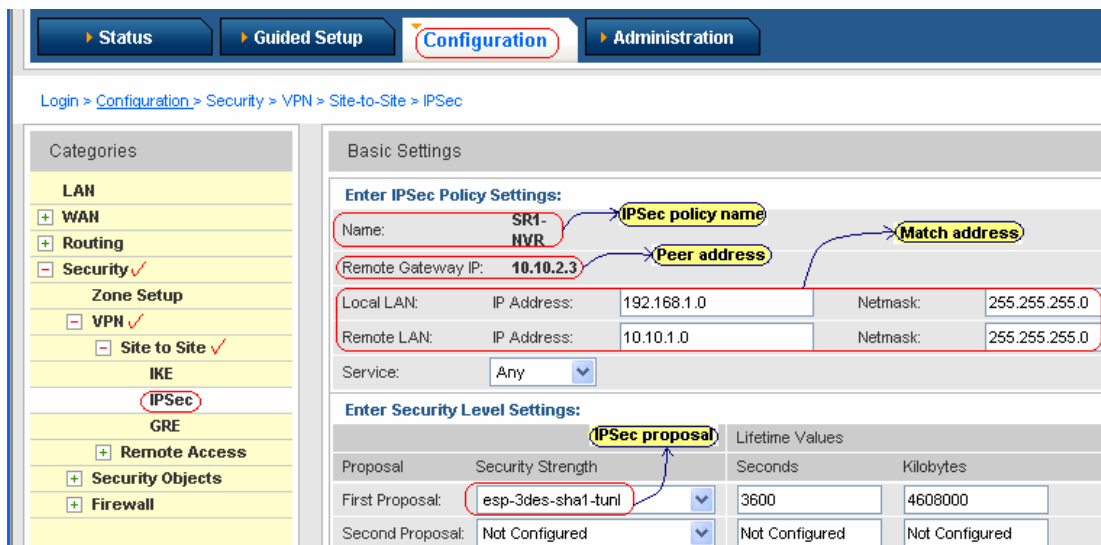 Status
Guided Setup
Configuration
Administration
Login > Configuration > Security > VPN > Site-to-Site > IPSec
Categories
LAN
WAN
Routing
Security
Zone Setup
VPN
Site to Site
IKE
IPSec
GRE
Remote Access
Security Objects
Firewall
Basic Settings
Enter IPSec Policy Settings:
Name: SR1-
NVR
IPSec policy name
Match address
Remote Gateway IP: 10.10.2.3
Peer address
Local LAN: IP Address: 192.168.1.0 Netmask: 255.255.255.0
Remote LAN: IP Address: 10.10.1.0 Netmask: 255.255.255.0
Service: Any
Enter Security Level Settings:
IPSec proposal
Lifetime Values
Proposal Security Strength Seconds Kilobytes
First Proposal: esp-3des-sha1-tunl 3600 4608000
Second Proposal: Not Configured Not Configured Not Configured